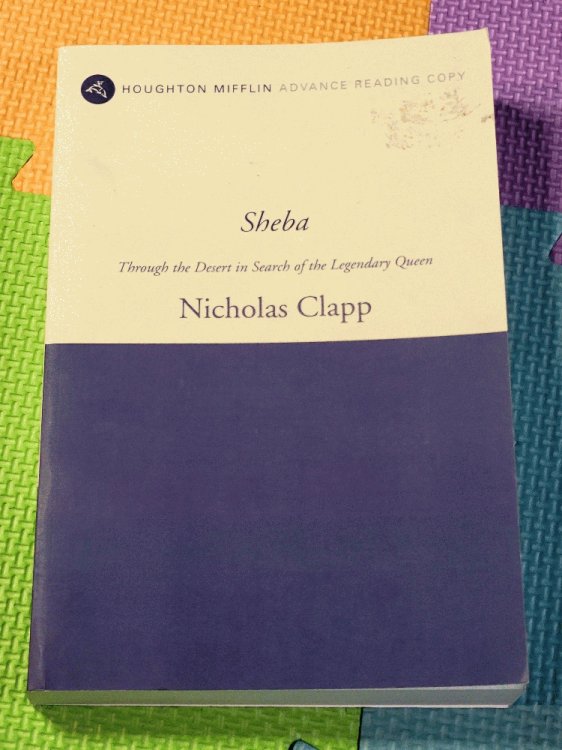 HOUGHTON MIFFLIN ADVANCE READING COPY
Sheba
Through the Desert in Search of the Legendary Queen
Nicholas Clapp